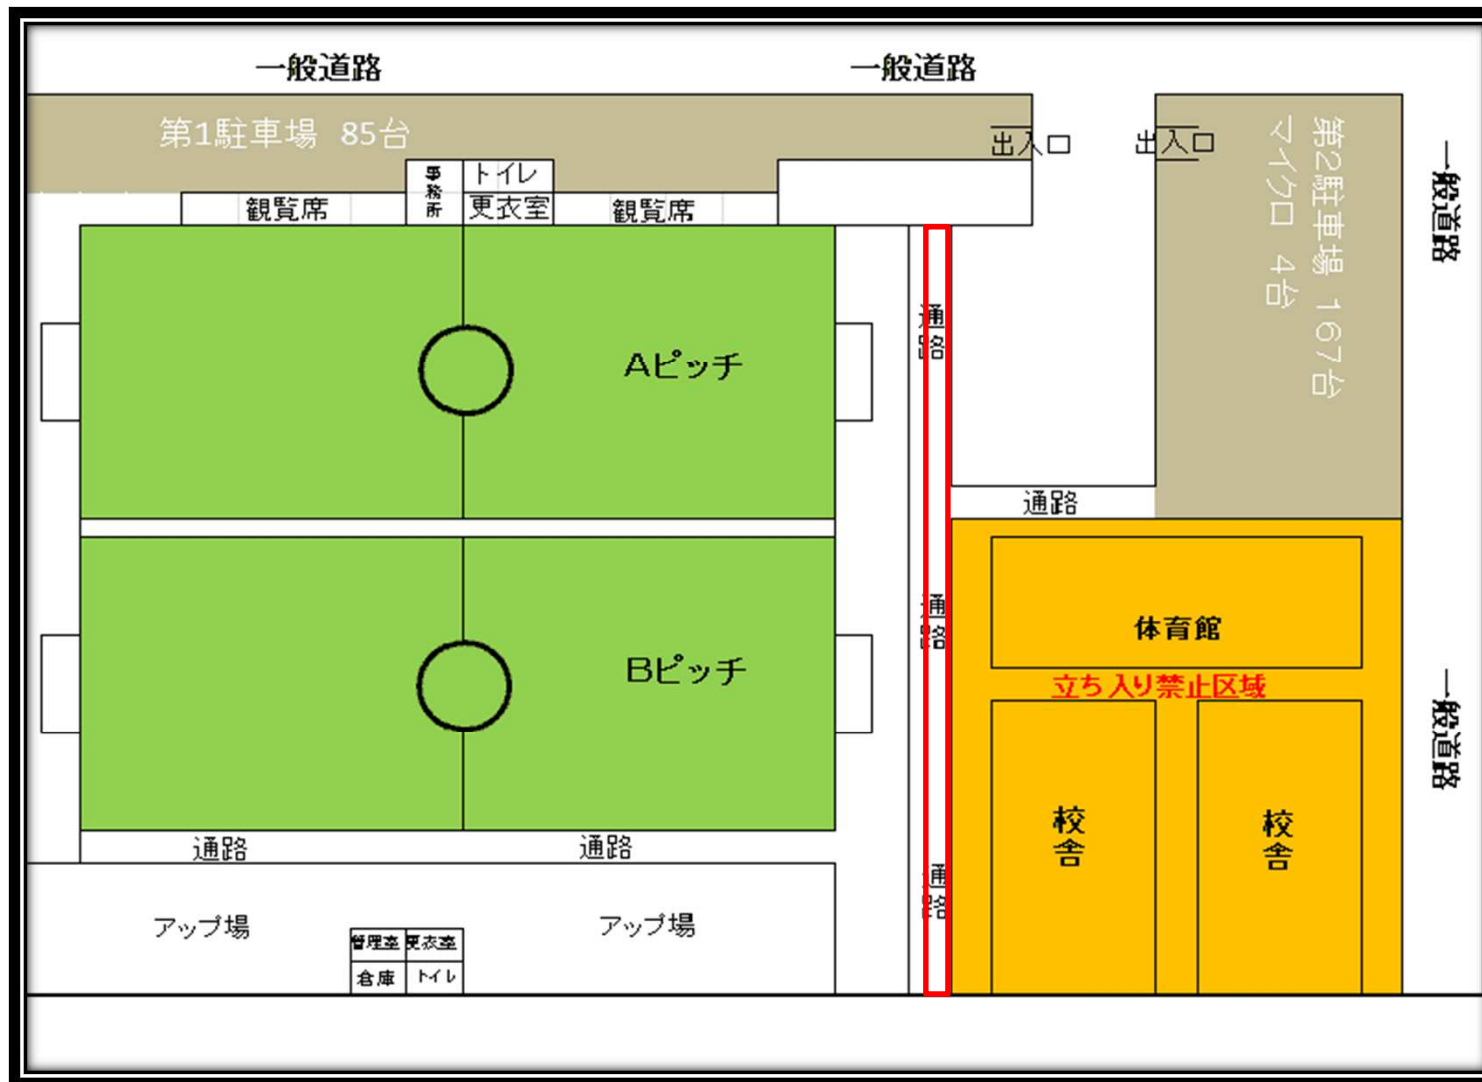 一般道路
一般道路
第1駐車場 85台
出入口
出入口
第2駐車場 167台
マイクロ 4台
一般道路
事務所
トイレ
更衣室
観覧席
観覧席
Aピッチ
通路
通路
Bピッチ
通路
体育館
立ち入り禁止区域
一般道路
校舎
校舎
通路
通路
通路
アップ場
アップ場
管理室
更衣室
倉庫
トイレ